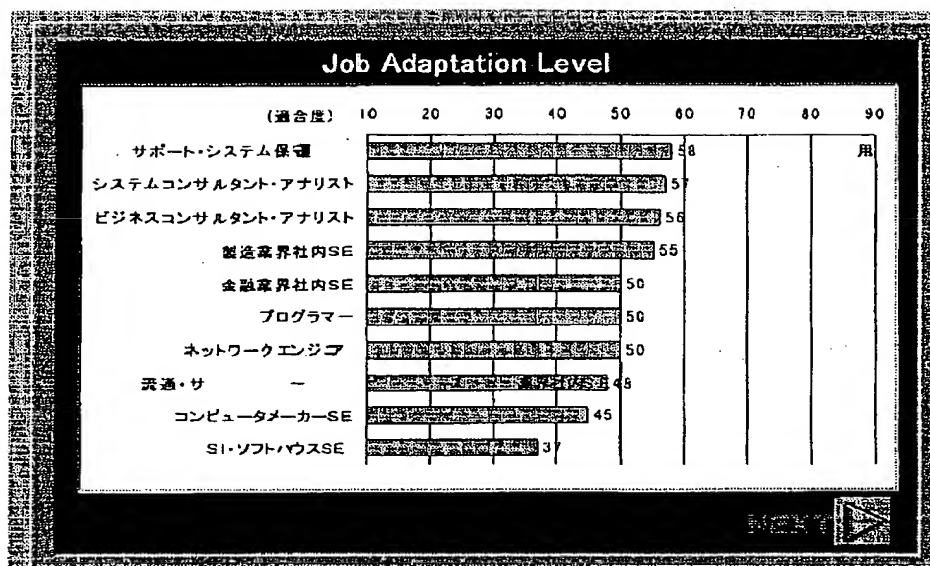 Job Adaptation Level
(適合度) 10 20 30 40 50 60 70 80 90
サポート・システム保 58 用
システムコンサルタント・アナリスト 57
ビジネスコンサルタント・アナリスト 56
製造業界社内SE 55
金融業界社内SE 50
プログラマー 50
ネットワークエンジニア 50
流通・サ ー 48
コンピュータメーカーSE 45
SI・ソフトハウスSE 37
NEXT